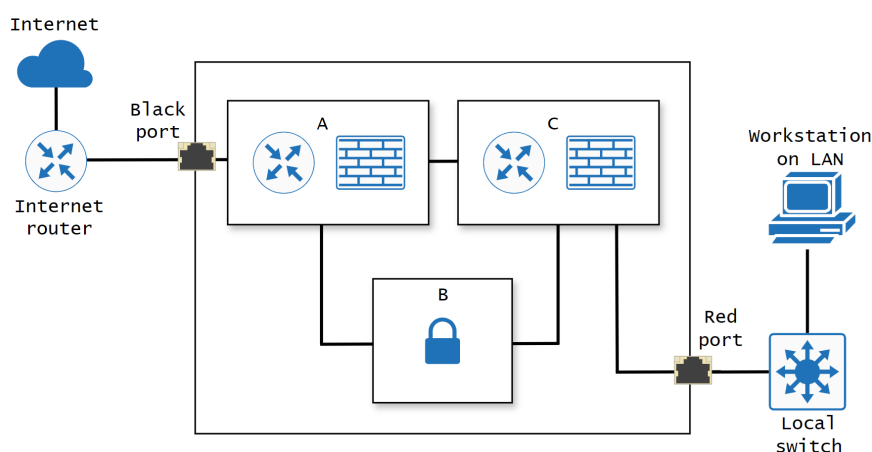 Internet
Black
port
A
C
Workstation
on LAN
Internet
router
B
Red
port
Local
switch